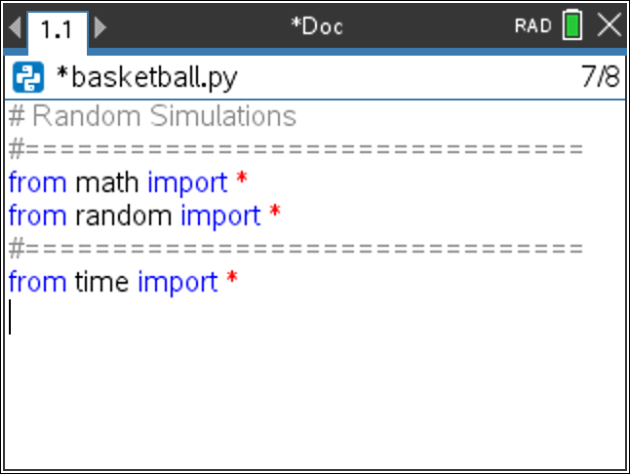 1.1 *Doc RAD
*basketball.py 7/8
# Random Simulations
#================================
from math import *
from random import *
#================================
from time import *